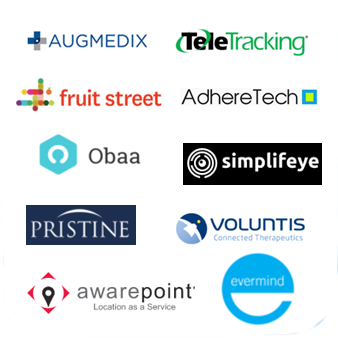 AUGMEDIX
TeleTracking®
fruit street
AdhereTech
Obaa
simplifeye
PRISTINE
VOLUNTIS
Connected Therapeutics
awarepoint®
Location as a Service
evermind